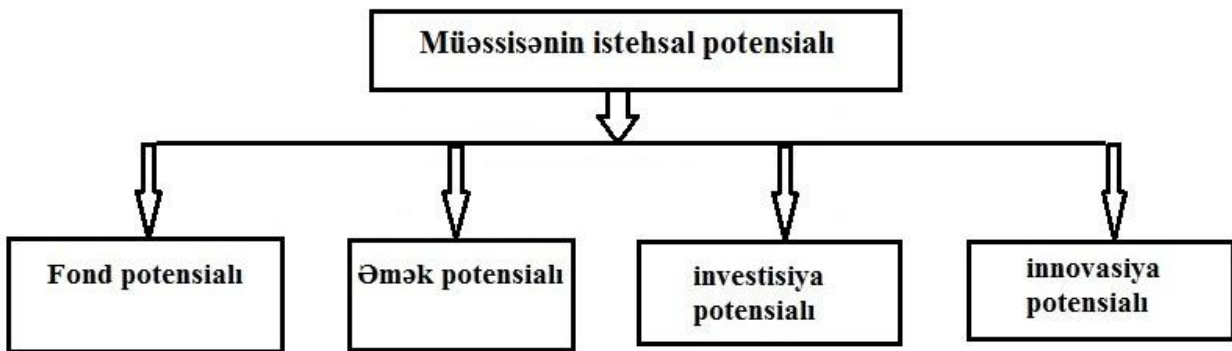 Müəssisənin istehsal potensialı
Fond potensialı
Əmək potensialı
investisiya
potensialı
innovasiya
potensialı